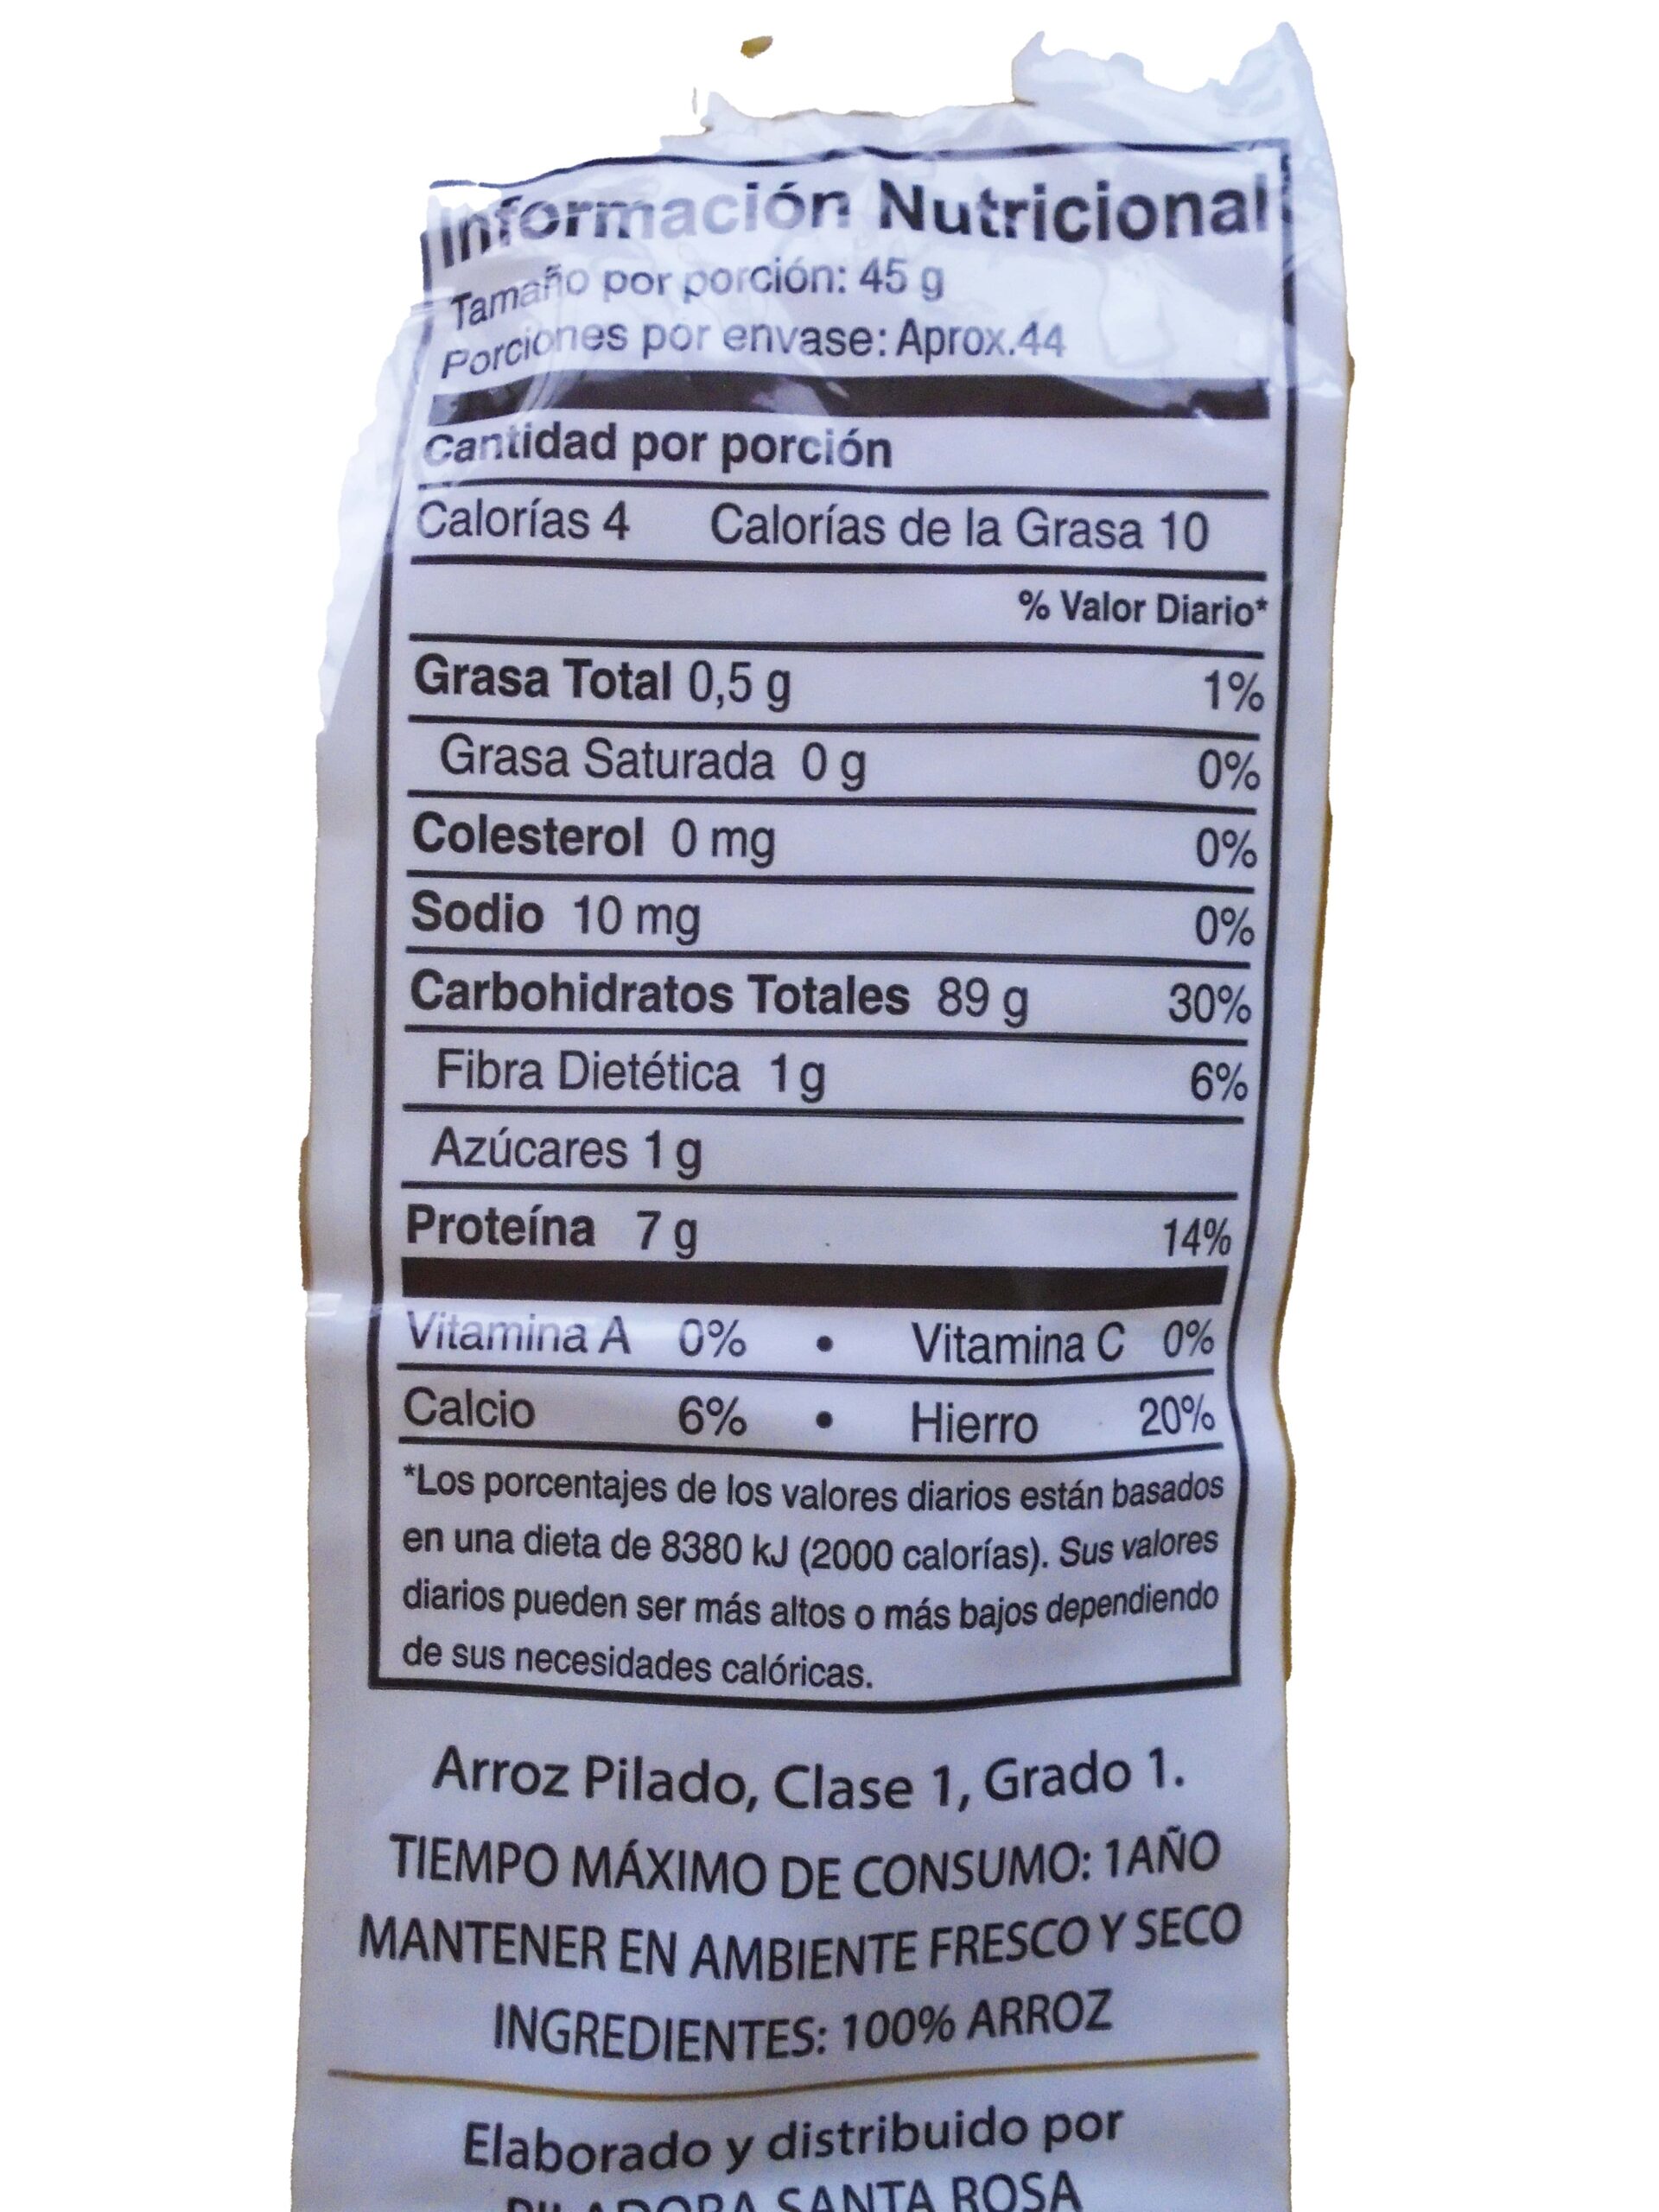 Información Nutricional
Tamaño por porción: 45 g
Porciones por envase: Aprox.44
Cantidad por porción
Calorías 4 Calorías de la Grasa 10
% Valor Diario*
Grasa Total 0,5 g 1%
Grasa Saturada 0 g 0%
Colesterol 0 mg 0%
Sodio 10 mg 0%
Carbohidratos Totales 89 g 30%
Fibra Dietética 1 g 6%
Azúcares 1 g
Proteína 7 g 14%
Vitamina A 0% • Vitamina C 0%
Calcio 6% • Hierro 20%
*Los porcentajes de los valores diarios están basados
en una dieta de 8380 kJ (2000 calorías). Sus valores
diarios pueden ser más altos o más bajos dependiendo
de sus necesidades calóricas.
Arroz Pilado, Clase 1, Grado 1.
TIEMPO MÁXIMO DE CONSUMO: 1AÑO
MANTENER EN AMBIENTE FRESCO Y SECO
INGREDIENTES: 100% ARROZ
Elaborado y distribuido por
PILADORA SANTA ROSA